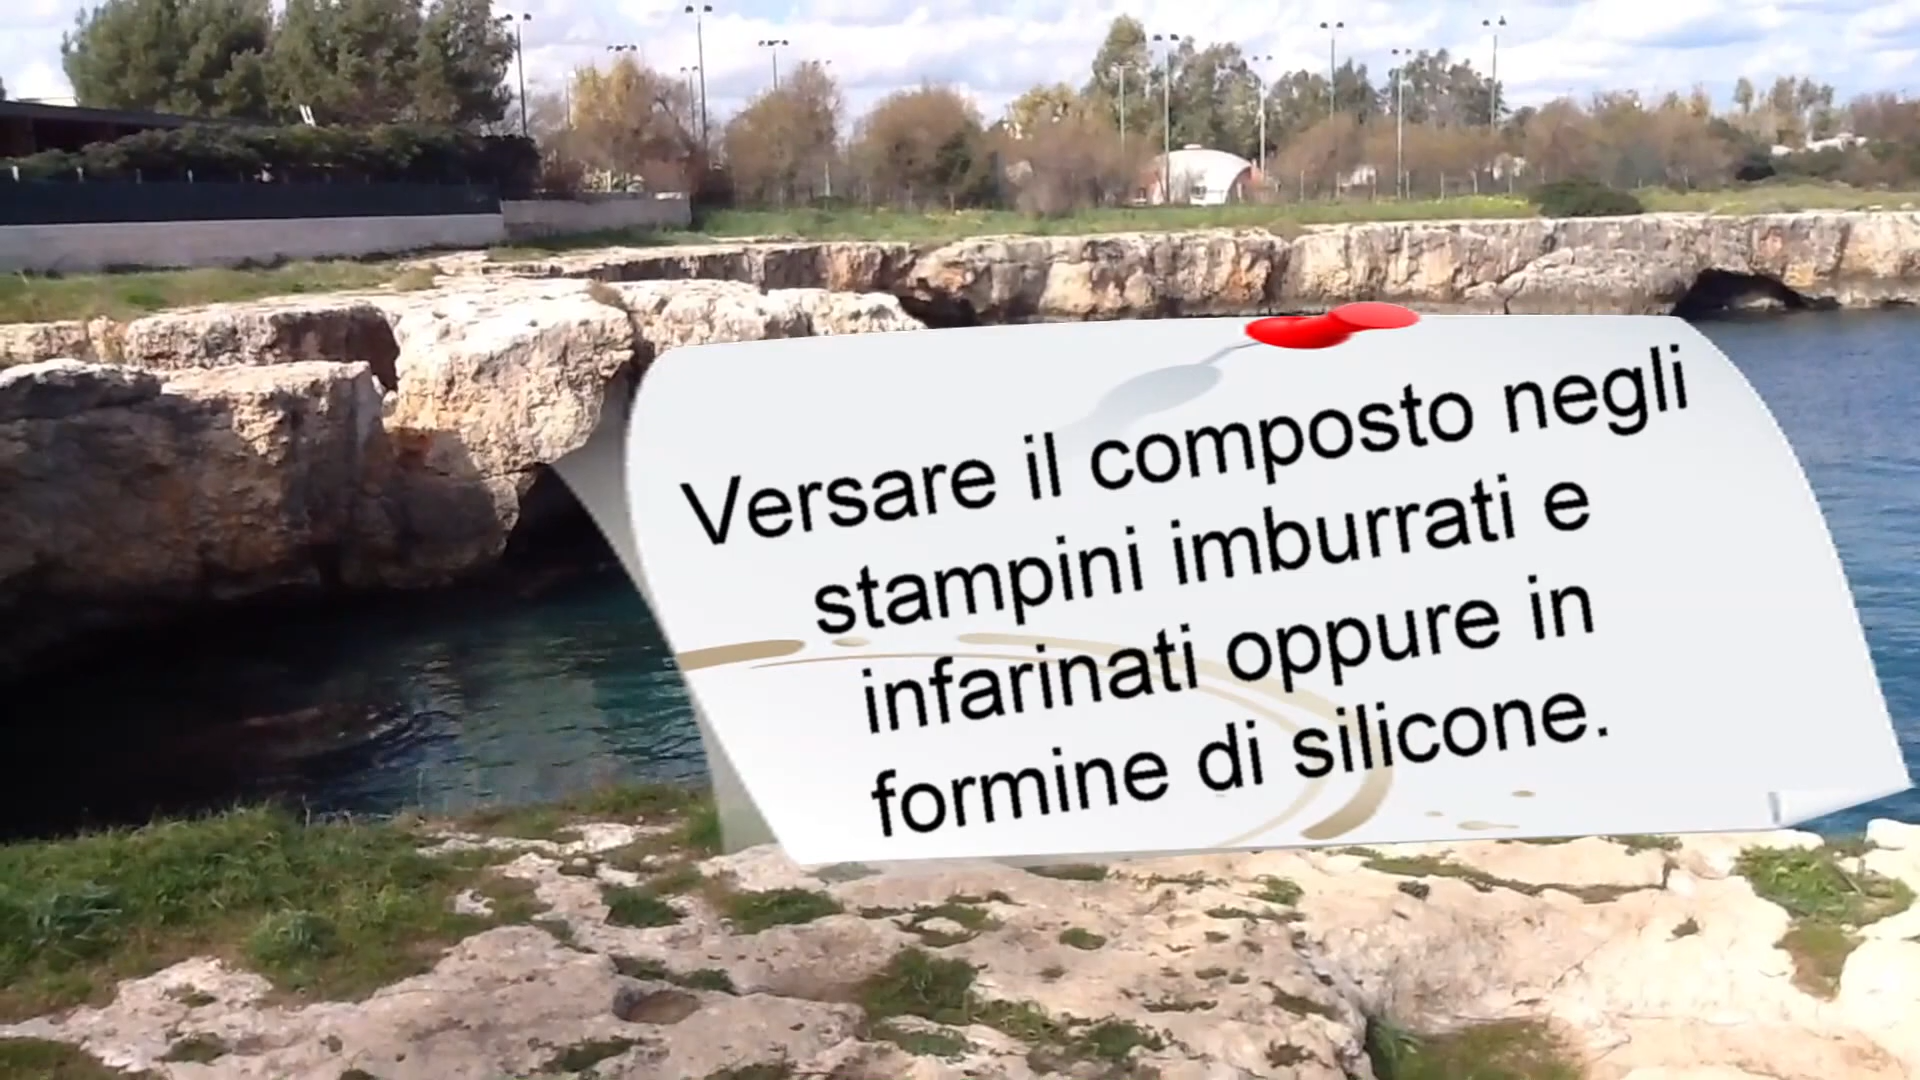 Versare il composto negli
stampini imburrati e
infarinati oppure in
formine di silicone.